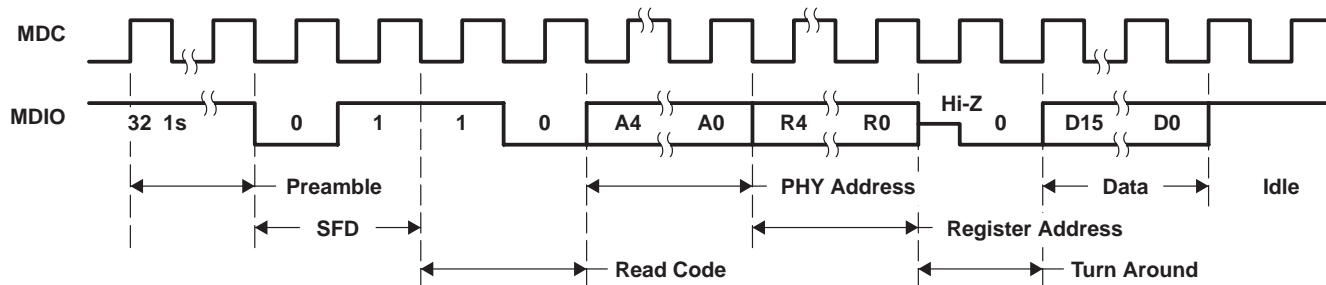 MDC
MDIO
32 1s 0 1 1 0 A4 A0 R4 R0 Hi-Z 0 D15 D0
Preamble PHY Address Data Idle
SFD Register Address
Read Code Turn Around